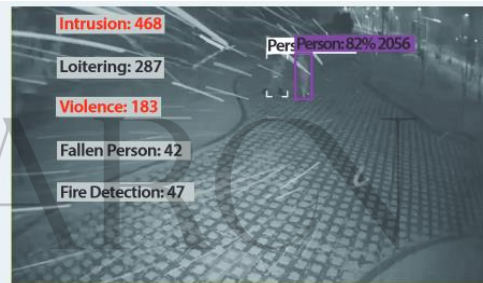 Intrusion: 468
Pers
Person: 82% 2056
Loitering: 287
Violence: 183
Fallen Person: 42
Fire Detection: 47